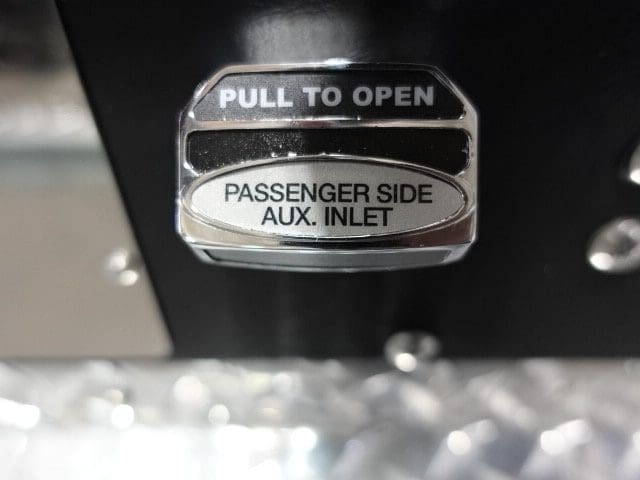 PULL TO OPEN
PASSENGER SIDE
AUX. INLET